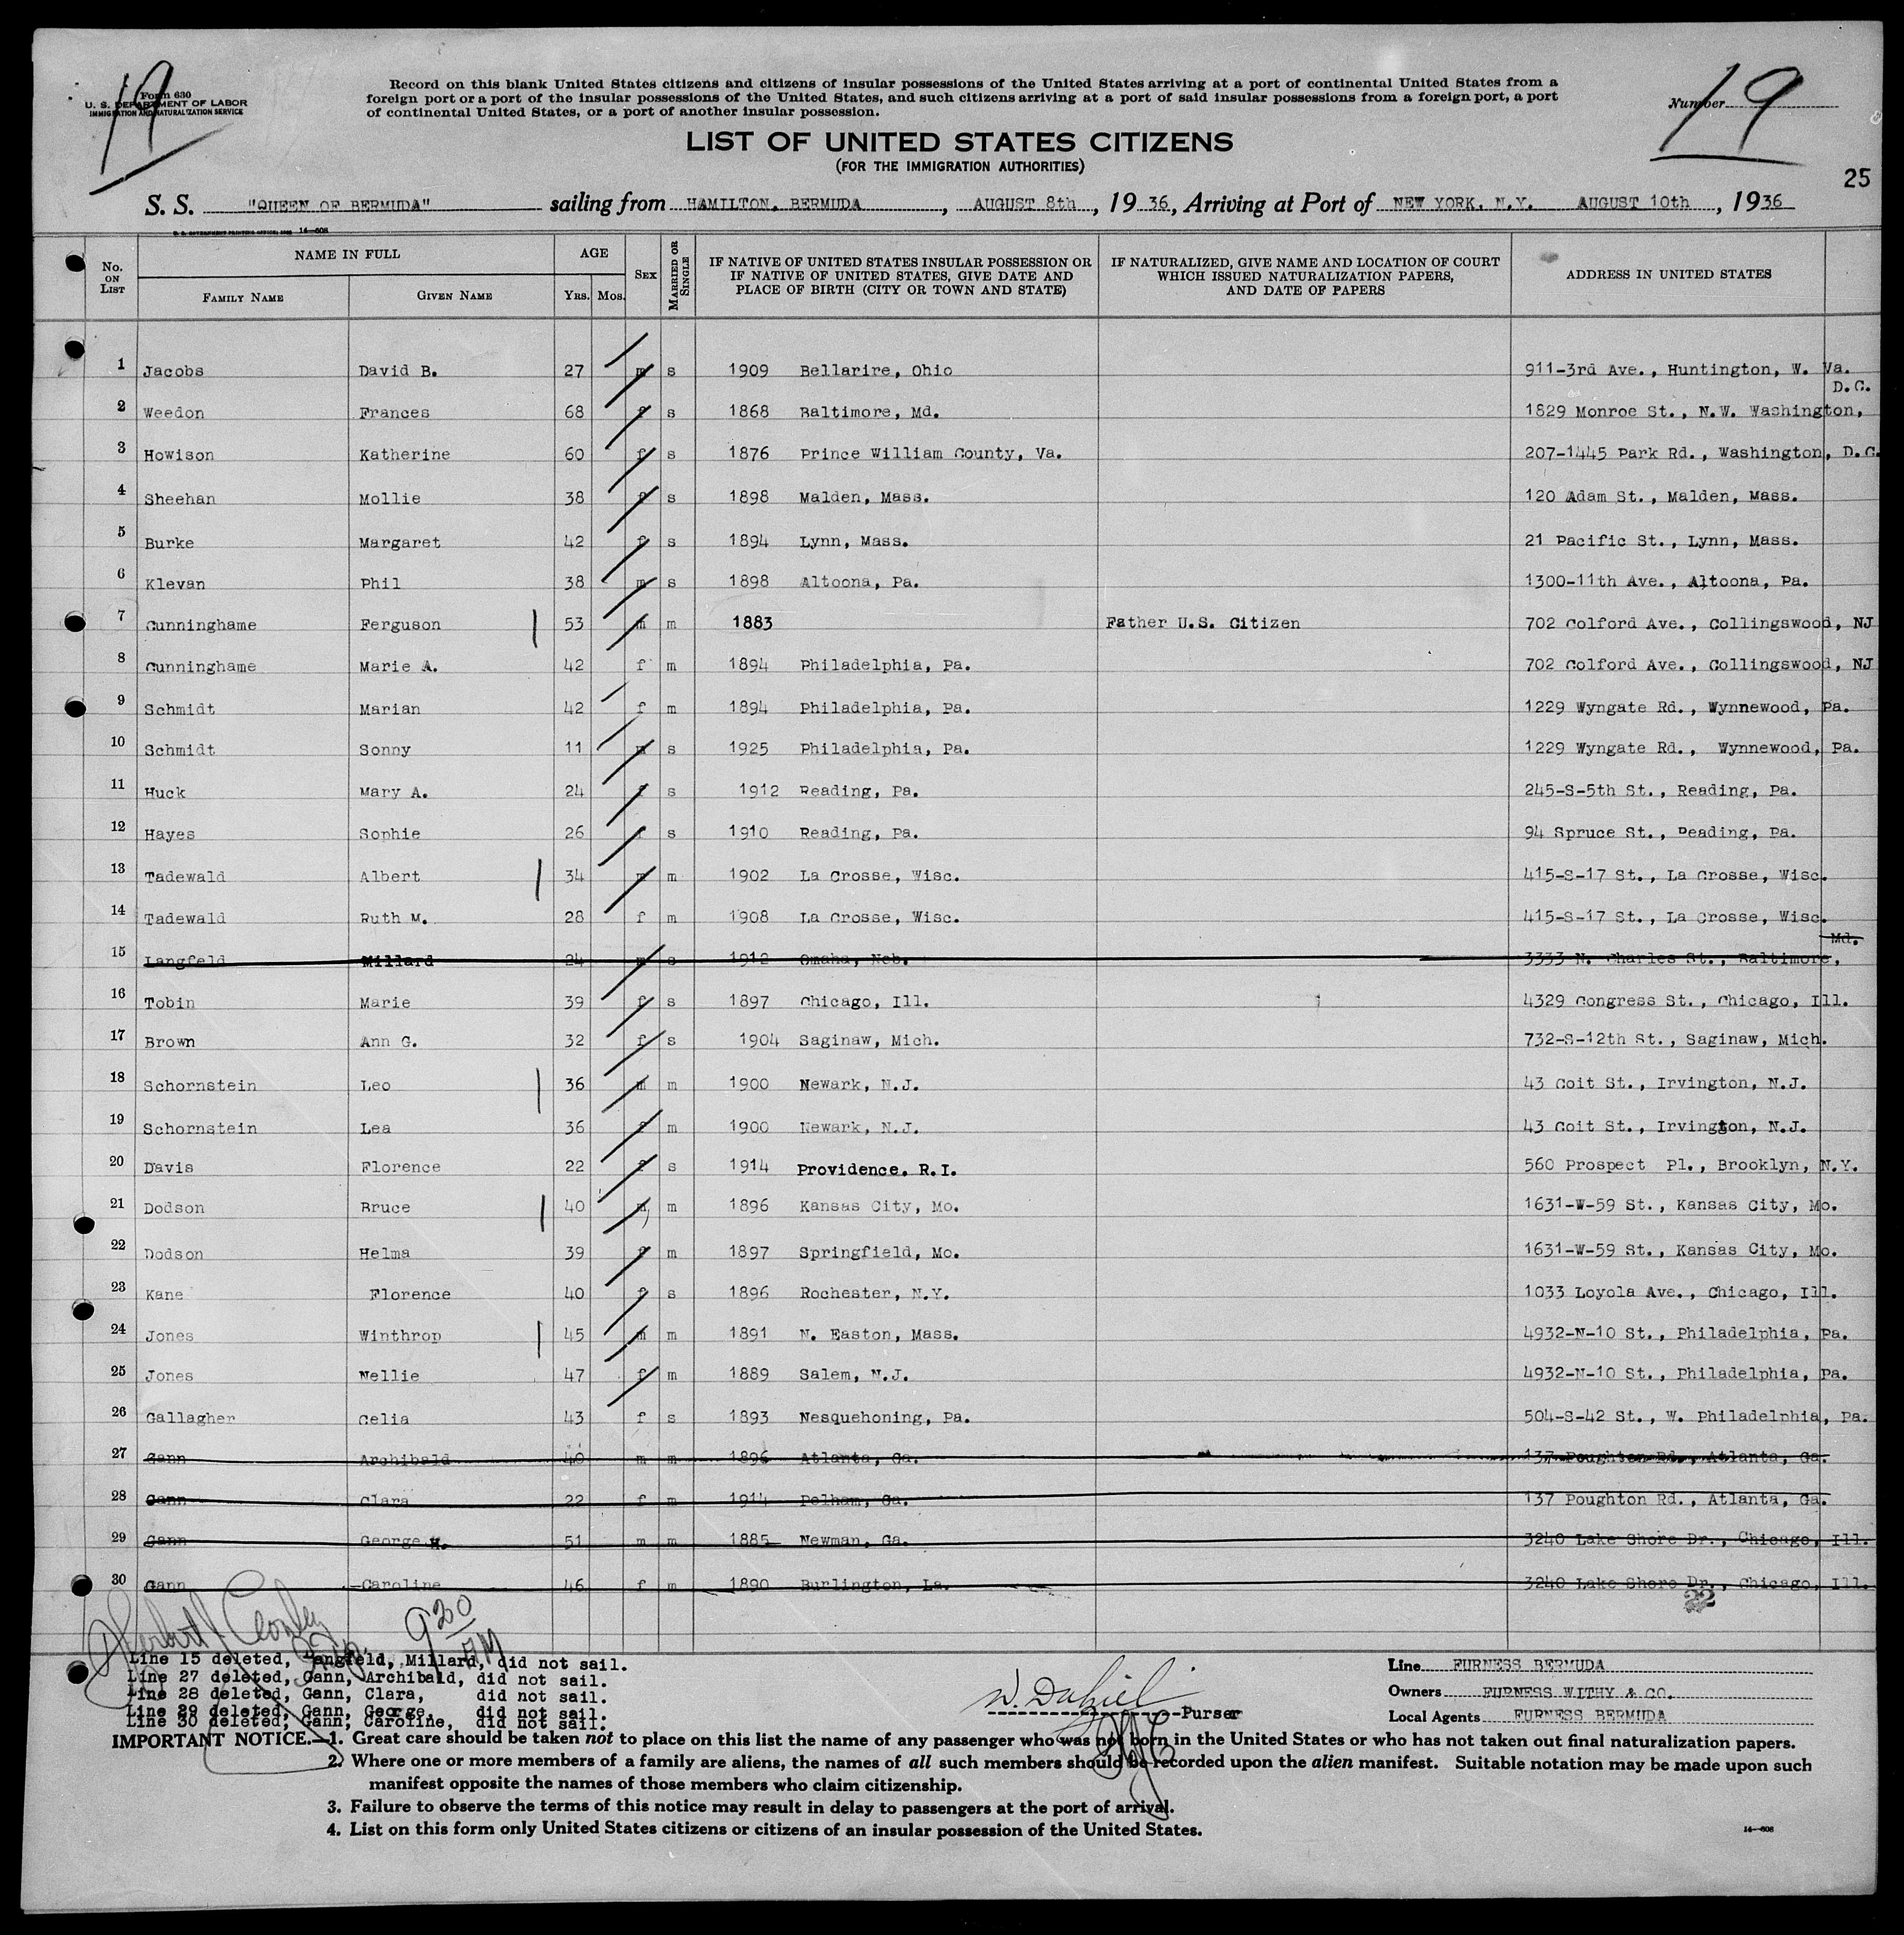 19
Form 630
U. S. DEPARTMENT OF LABOR
IMMIGRATION AND NATURALIZATION SERVICE
Record on this blank United States citizens and citizens of insular possessions of the United States arriving at a port of continental United States from a
foreign port or a port of the insular possessions of the United States, and such citizens arriving at a port of said insular possessions from a foreign port, a port
of continental United States, or a port of another insular possession.
Number 19
LIST OF UNITED STATES CITIZENS
(FOR THE IMMIGRATION AUTHORITIES)
25
S. S. "QUEEN OF BERMUDA" sailing from HAMILTON. BERMUDA, AUGUST 8th, 19 36, Arriving at Port of NEW YORK. N.Y. AUGUST 10th, 1936
No. ON LIST NAME IN FULL FAMILY NAME GIVEN NAME AGE YRS. MOS. SEX MARRIED OR SINGLE IF NATIVE OF UNITED STATES INSULAR POSSESSION OR IF NATIVE OF UNITED STATES, GIVE DATE AND PLACE OF BIRTH (CITY OR TOWN AND STATE) IF NATURALIZED, GIVE NAME AND LOCATION OF COURT WHICH ISSUED NATURALIZATION PAPERS, AND DATE OF PAPERS ADDRESS IN UNITED STATES
1 Jacobs David B. 27 m s 1909 Bellarire, Ohio 911-3rd Ave., Huntington, W. Va.
2 Weedon Frances 68 f s 1868 Baltimore, Md. 1829 Monroe St., N.W. Washington, D.C.
3 Howison Katherine 60 f s 1876 Prince William County, Va. 207-1445 Park Rd., Washington, D.C.
4 Sheehan Mollie 38 f s 1898 Malden, Mass. 120 Adam St., Malden, Mass.
5 Burke Margaret 42 f s 1894 Lynn, Mass. 21 Pacific St., Lynn, Mass.
6 Klevan Phil 38 m s 1898 Altoona, Pa. 1300-11th Ave., Altoona, Pa.
7 Cunninghame Ferguson 53 m m 1883 Father U.S. Citizen 702 Colford Ave., Collingswood, NJ
8 Cunninghame Marie A. 42 f m 1894 Philadelphia, Pa. 702 Colford Ave., Collingswood, NJ
9 Schmidt Marian 42 f m 1894 Philadelphia, Pa. 1229 Wyngate Rd., Wynnewood, Pa.
10 Schmidt Sonny 11 m s 1925 Philadelphia, Pa. 1229 Wyngate Rd., Wynnewood, Pa.
11 Huck Mary A. 24 f s 1912 Reading, Pa. 245-S-5th St., Reading, Pa.
12 Hayes Sophie 26 f s 1910 Reading, Pa. 94 Spruce St., Reading, Pa.
13 Tadewald Albert 34 m m 1902 La Crosse, Wisc. 415-S-17 St., La Crosse, Wisc.
14 Tadewald Ruth M. 28 f m 1908 La Crosse, Wisc. 415-S-17 St., La Crosse, Wisc.
15 Langfeld Millard 24 m s 1912 Omaha, Neb. 3333 N. Charles St., Baltimore, Md.
16 Tobin Marie 39 f s 1897 Chicago, Ill. 4329 Congress St., Chicago, Ill.
17 Brown Ann G. 32 f s 1904 Saginaw, Mich. 732-S-12th St., Saginaw, Mich.
18 Schornstein Leo 36 m m 1900 Newark, N.J. 43 Coit St., Irvington, N.J.
19 Schornstein Lea 36 f m 1900 Newark, N.J. 43 Coit St., Irvington, N.J.
20 Davis Florence 22 f s 1914 Providence. R.I. 560 Prospect Pl., Brooklyn, N.Y.
21 Dodson Bruce 40 m m 1896 Kansas City, Mo. 1631-W-59 St., Kansas City, Mo.
22 Dodson Helma 39 f m 1897 Springfield, Mo. 1631-W-59 St., Kansas City, Mo.
23 Kane Florence 40 f s 1896 Rochester, N.Y. 1033 Loyola Ave., Chicago, Ill.
24 Jones Winthrop 45 m m 1891 N. Easton, Mass. 4932-N-10 St., Philadelphia, Pa.
25 Jones Nellie 47 f m 1889 Salem, N.J. 4932-N-10 St., Philadelphia, Pa.
26 Gallagher Celia 43 f s 1893 Nesquehoning, Pa. 504-S-42 St., W. Philadelphia, Pa.
27 Gann Archibald 40 m m 1896 Atlanta, Ga. 137 Poughton Rd., Atlanta, Ga.
28 Gann Clara 22 f m 1914 Pelham, Ga. 137 Poughton Rd., Atlanta, Ga.
29 Gann George H. 51 m m 1885 Newman, Ga. 3240 Lake Shore Dr., Chicago, Ill.
30 Gann Caroline 46 f m 1890 Burlington, La. 3240 Lake Shore Dr., Chicago, Ill.
22
930 AM
Line 15 deleted, Langfeld, Millard, did not sail.
Line 27 deleted, Gann, Archibald, did not sail.
Line 28 deleted, Gann, Clara, did not sail.
Line 29 deleted, Gann, George, did not sail.
Line 30 deleted, Gann, Caroline, did not sail.
Purser
Line FURNESS BERMUDA
Owners FURNESS WITHY & CO.
Local Agents FURNESS BERMUDA
IMPORTANT NOTICE.—1. Great care should be taken not to place on this list the name of any passenger who was not born in the United States or who has not taken out final naturalization papers.
2. Where one or more members of a family are aliens, the names of all such members should be recorded upon the alien manifest. Suitable notation may be made upon such
manifest opposite the names of those members who claim citizenship.
3. Failure to observe the terms of this notice may result in delay to passengers at the port of arrival.
4. List on this form only United States citizens or citizens of an insular possession of the United States.
14—608